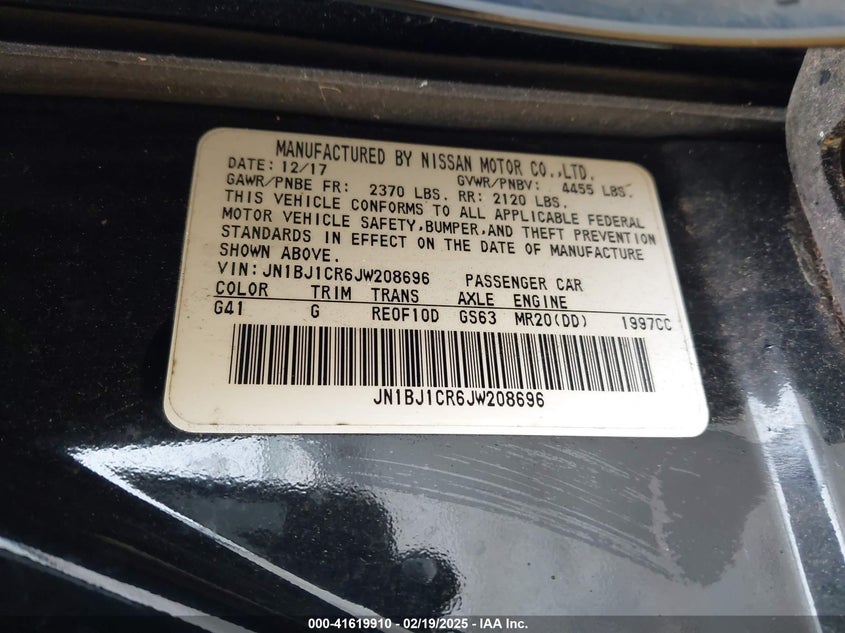 MANUFACTURED BY NISSAN MOTOR CO.,LTD.
DATE: 12/17 GVWR/PNBV: 4455 LBS.
GAWR/PNBE FR: 2370 LBS. RR: 2120 LBS.
THIS VEHICLE CONFORMS TO ALL APPLICABLE FEDERAL
MOTOR VEHICLE SAFETY,BUMPER,AND THEFT PREVENTION
STANDARDS IN EFFECT ON THE DATE OF MANUFACTURE
SHOWN ABOVE.
VIN: JN1BJ1CR6JW208696 PASSENGER CAR
COLOR TRIM TRANS AXLE ENGINE
G41 G RE0F10D GS63 MR20(DD) 1997CC
JN1BJ1CR6JW208696
000-41619910 - 02/19/2025 - IAA Inc.